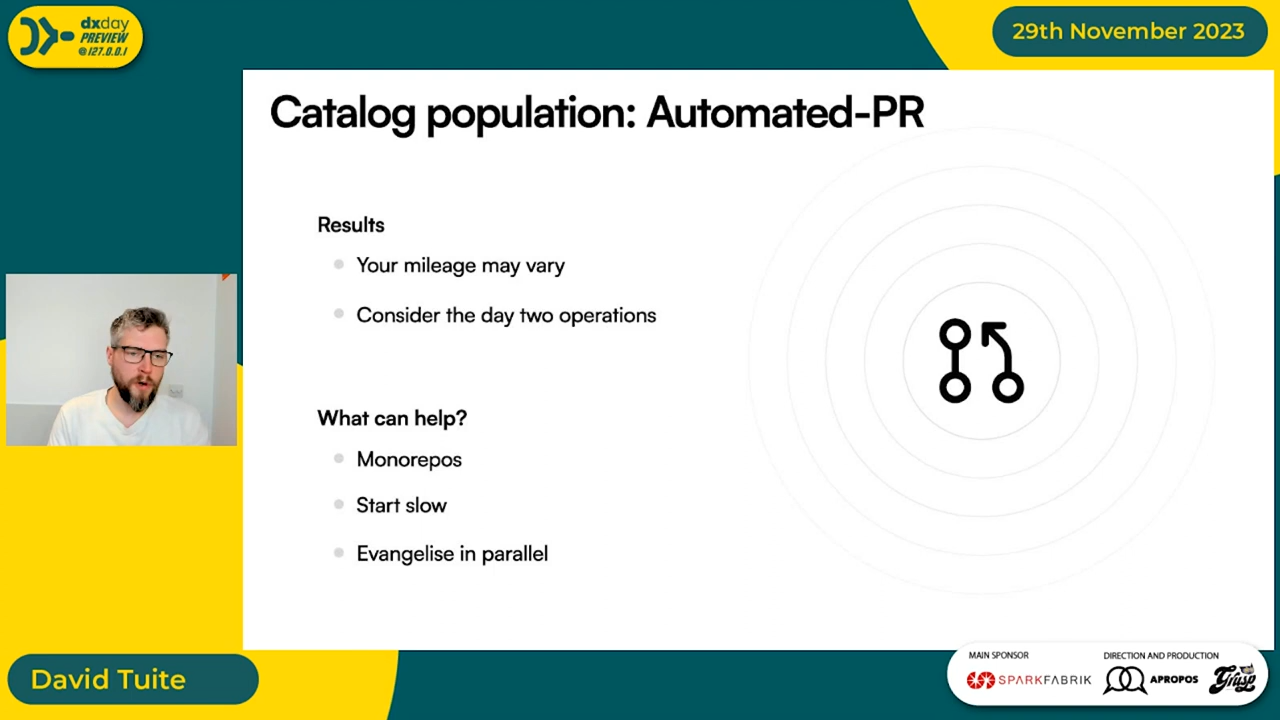 dxday
PREVIEW
@127.0.0.1
29th November 2023
Catalog population: Automated-PR
Results
Your mileage may vary
Consider the day two operations
What can help?
Monorepos
Start slow
Evangelise in parallel
David Tuite
MAIN SPONSOR
SPARKFABRIK
DIRECTION AND PRODUCTION
APROPOS
Grusp